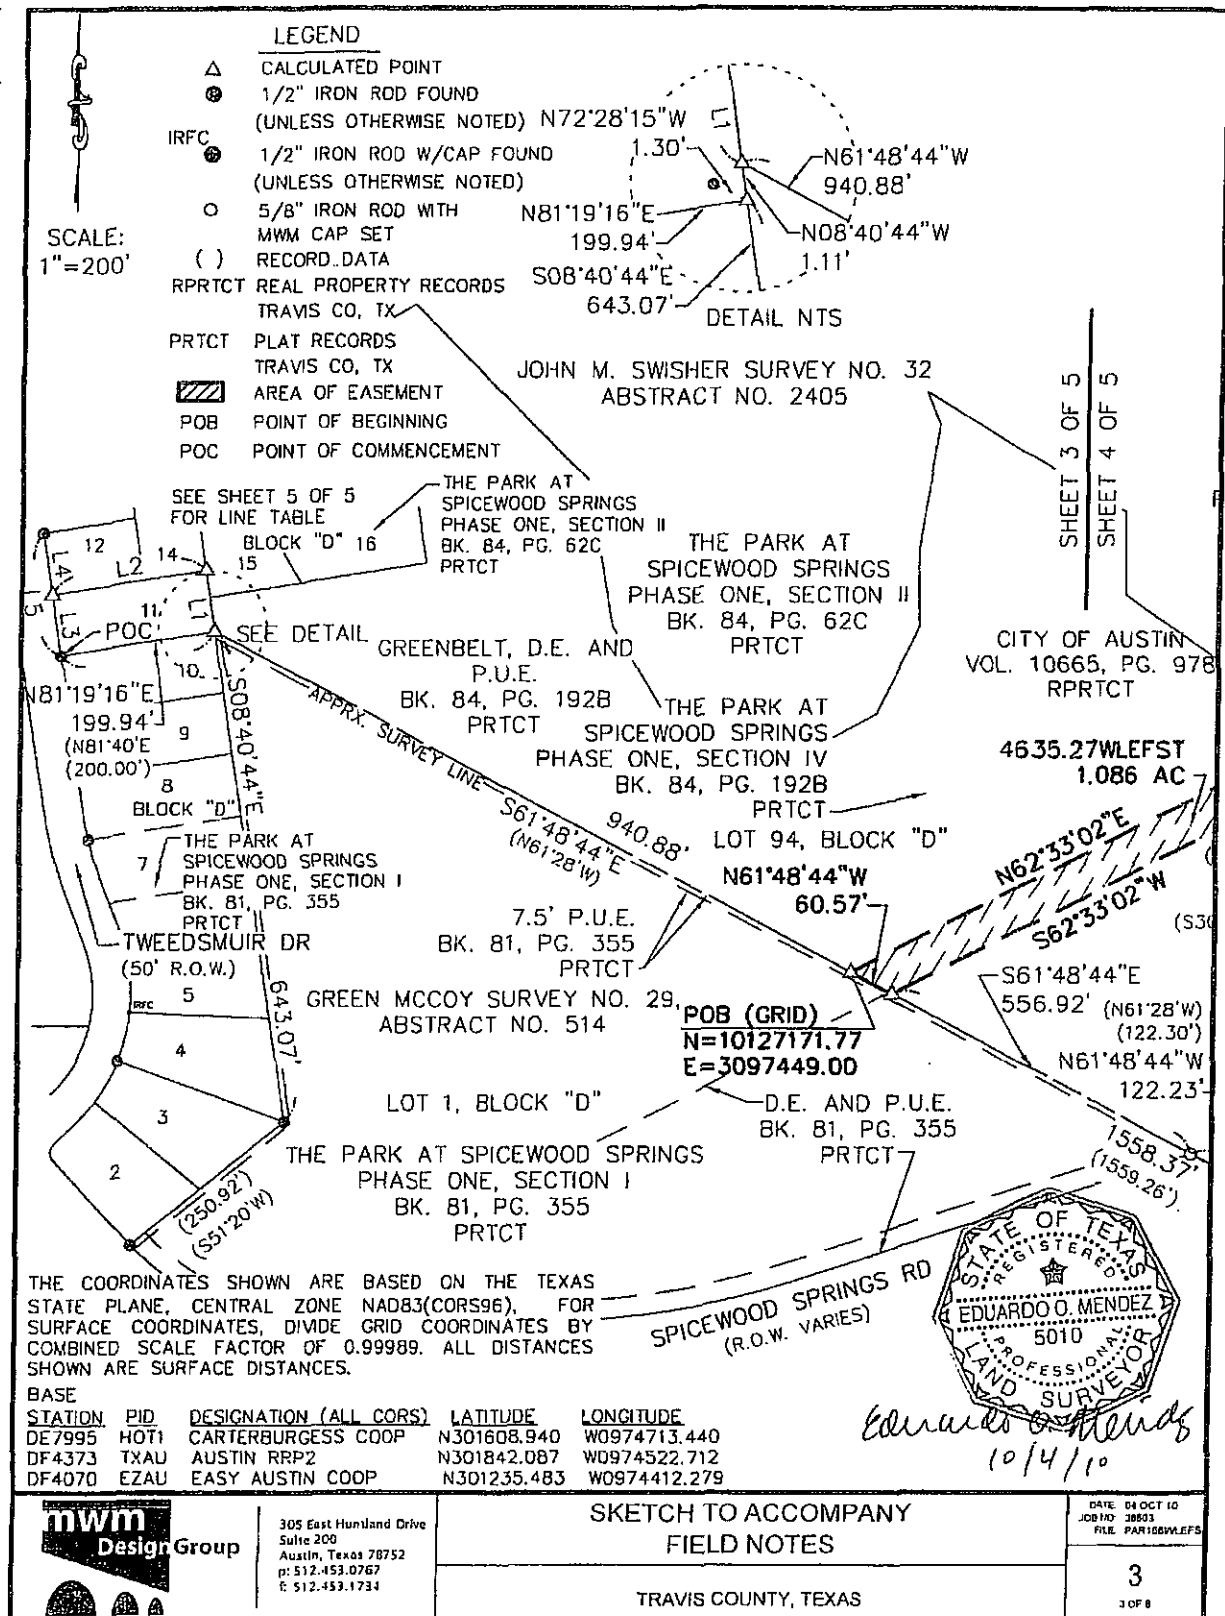 LEGEND
CALCULATED POINT
1/2" IRON ROD FOUND
(UNLESS OTHERWISE NOTED)
IRFC
1/2" IRON ROD W/CAP FOUND
(UNLESS OTHERWISE NOTED)
5/8" IRON ROD WITH
MWM CAP SET
( ) RECORD DATA
RPRTCT REAL PROPERTY RECORDS
TRAVIS CO, TX
PRTCT PLAT RECORDS
TRAVIS CO, TX
AREA OF EASEMENT
POB POINT OF BEGINNING
POC POINT OF COMMENCEMENT
SCALE:
1"=200'
N72°28'15"W
1.30'
L1
N61°48'44"W
940.88'
N81°19'16"E
199.94'
N08°40'44"W
1.11'
S08°40'44"E
643.07'
DETAIL NTS
JOHN M. SWISHER SURVEY NO. 32
ABSTRACT NO. 2405
SHEET 3 OF 5
SHEET 4 OF 5
SEE SHEET 5 OF 5
FOR LINE TABLE
BLOCK "D" 16
THE PARK AT
SPICEWOOD SPRINGS
PHASE ONE, SECTION II
BK. 84, PG. 62C
PRTCT
THE PARK AT
SPICEWOOD SPRINGS
PHASE ONE, SECTION II
BK. 84, PG. 62C
PRTCT
12
14
15
L4
L2
L5
L3
11
L1
POC
SEE DETAIL
10
GREENBELT, D.E. AND
P.U.E.
BK. 84, PG. 192B
PRTCT
CITY OF AUSTIN
VOL. 10665, PG. 978
RPRTCT
N81°19'16"E
199.94'
(N81°40'E
(200.00')
9
8
BLOCK "D"
S08°40'44"E
643.07'
APPRX. SURVEY LINE
THE PARK AT
SPICEWOOD SPRINGS
PHASE ONE, SECTION IV
BK. 84, PG. 192B
PRTCT
LOT 94, BLOCK "D"
4635.27WLEFST
1.086 AC
S61°48'44"E
940.88'
(N61°28'W)
N62°33'02"E
S62°33'02"W
(S30
N61°48'44"W
60.57'
7
THE PARK AT
SPICEWOOD SPRINGS
PHASE ONE, SECTION I
BK. 81, PG. 355
PRTCT
TWEEDSMUIR DR
(50' R.O.W.)
7.5' P.U.E.
BK. 81, PG. 355
PRTCT
5
IRFC
GREEN MCCOY SURVEY NO. 29,
ABSTRACT NO. 514
POB (GRID)
N=10127171.77
E=3097449.00
S61°48'44"E
556.92'
(N61°28'W)
(122.30')
N61°48'44"W
122.23'
4
3
2
LOT 1, BLOCK "D"
D.E. AND P.U.E.
BK. 81, PG. 355
PRTCT
1558.37'
(1559.26')
THE PARK AT SPICEWOOD SPRINGS
PHASE ONE, SECTION I
BK. 81, PG. 355
PRTCT
(250.92')
(S51°20'W)
SPICEWOOD SPRINGS RD
(R.O.W. VARIES)
STATE OF TEXAS
REGISTERED
EDUARDO O. MENDEZ
5010
PROFESSIONAL
LAND SURVEYOR
Eduardo O. Mendez
10/4/10
THE COORDINATES SHOWN ARE BASED ON THE TEXAS
STATE PLANE, CENTRAL ZONE NAD83(CORS96), FOR
SURFACE COORDINATES, DIVIDE GRID COORDINATES BY
COMBINED SCALE FACTOR OF 0.99989. ALL DISTANCES
SHOWN ARE SURFACE DISTANCES.
BASE
STATION PID DESIGNATION (ALL CORS) LATITUDE LONGITUDE
DE7995 HOT1 CARTERBURGESS COOP N301608.940 W0974713.440
DF4373 TXAU AUSTIN RRP2 N301842.087 W0974522.712
DF4070 EZAU EASY AUSTIN COOP N301235.483 W0974412.279
mwm
DesignGroup
305 East Huntland Drive
Suite 200
Austin, Texas 78752
p: 512.453.0767
f: 512.453.1734
SKETCH TO ACCOMPANY
FIELD NOTES
TRAVIS COUNTY, TEXAS
DATE: 04 OCT 10
JOB NO:
FILE:
3
3 OF 8